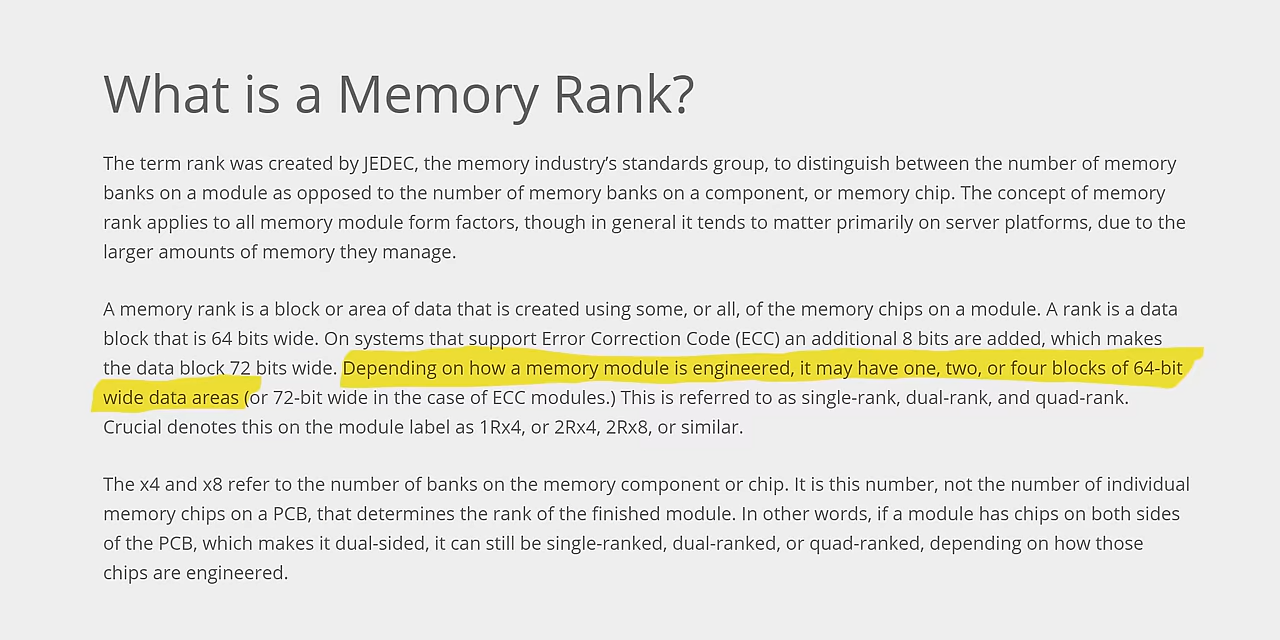 What is a Memory Rank?
The term rank was created by JEDEC, the memory industry’s standards group, to distinguish between the number of memory
banks on a module as opposed to the number of memory banks on a component, or memory chip. The concept of memory
rank applies to all memory module form factors, though in general it tends to matter primarily on server platforms, due to the
larger amounts of memory they manage.
A memory rank is a block or area of data that is created using some, or all, of the memory chips on a module. A rank is a data
block that is 64 bits wide. On systems that support Error Correction Code (ECC) an additional 8 bits are added, which makes
the data block 72 bits wide. Depending on how a memory module is engineered, it may have one, two, or four blocks of 64-bit
wide data areas (or 72-bit wide in the case of ECC modules.) This is referred to as single-rank, dual-rank, and quad-rank.
Crucial denotes this on the module label as 1Rx4, or 2Rx4, 2Rx8, or similar.
The x4 and x8 refer to the number of banks on the memory component or chip. It is this number, not the number of individual
memory chips on a PCB, that determines the rank of the finished module. In other words, if a module has chips on both sides
of the PCB, which makes it dual-sided, it can still be single-ranked, dual-ranked, or quad-ranked, depending on how those
chips are engineered.